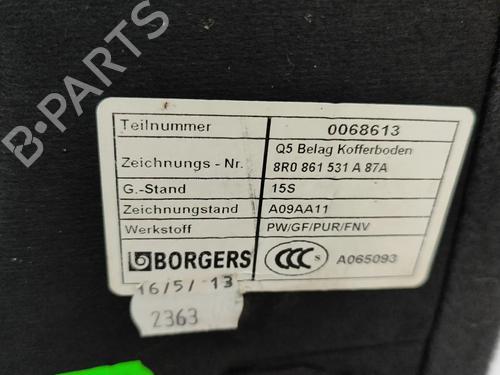 B-PARTS
Teilnummer 0068613
Zeichnungs - Nr. Q5 Belag Kofferboden
8R0 861 531 A 87A
G.-Stand 15S
Zeichnungstand A09AA11
Werkstoff PW/GF/PUR/FNV
BORGERS CCC S A065093
16/5/ 13
2363